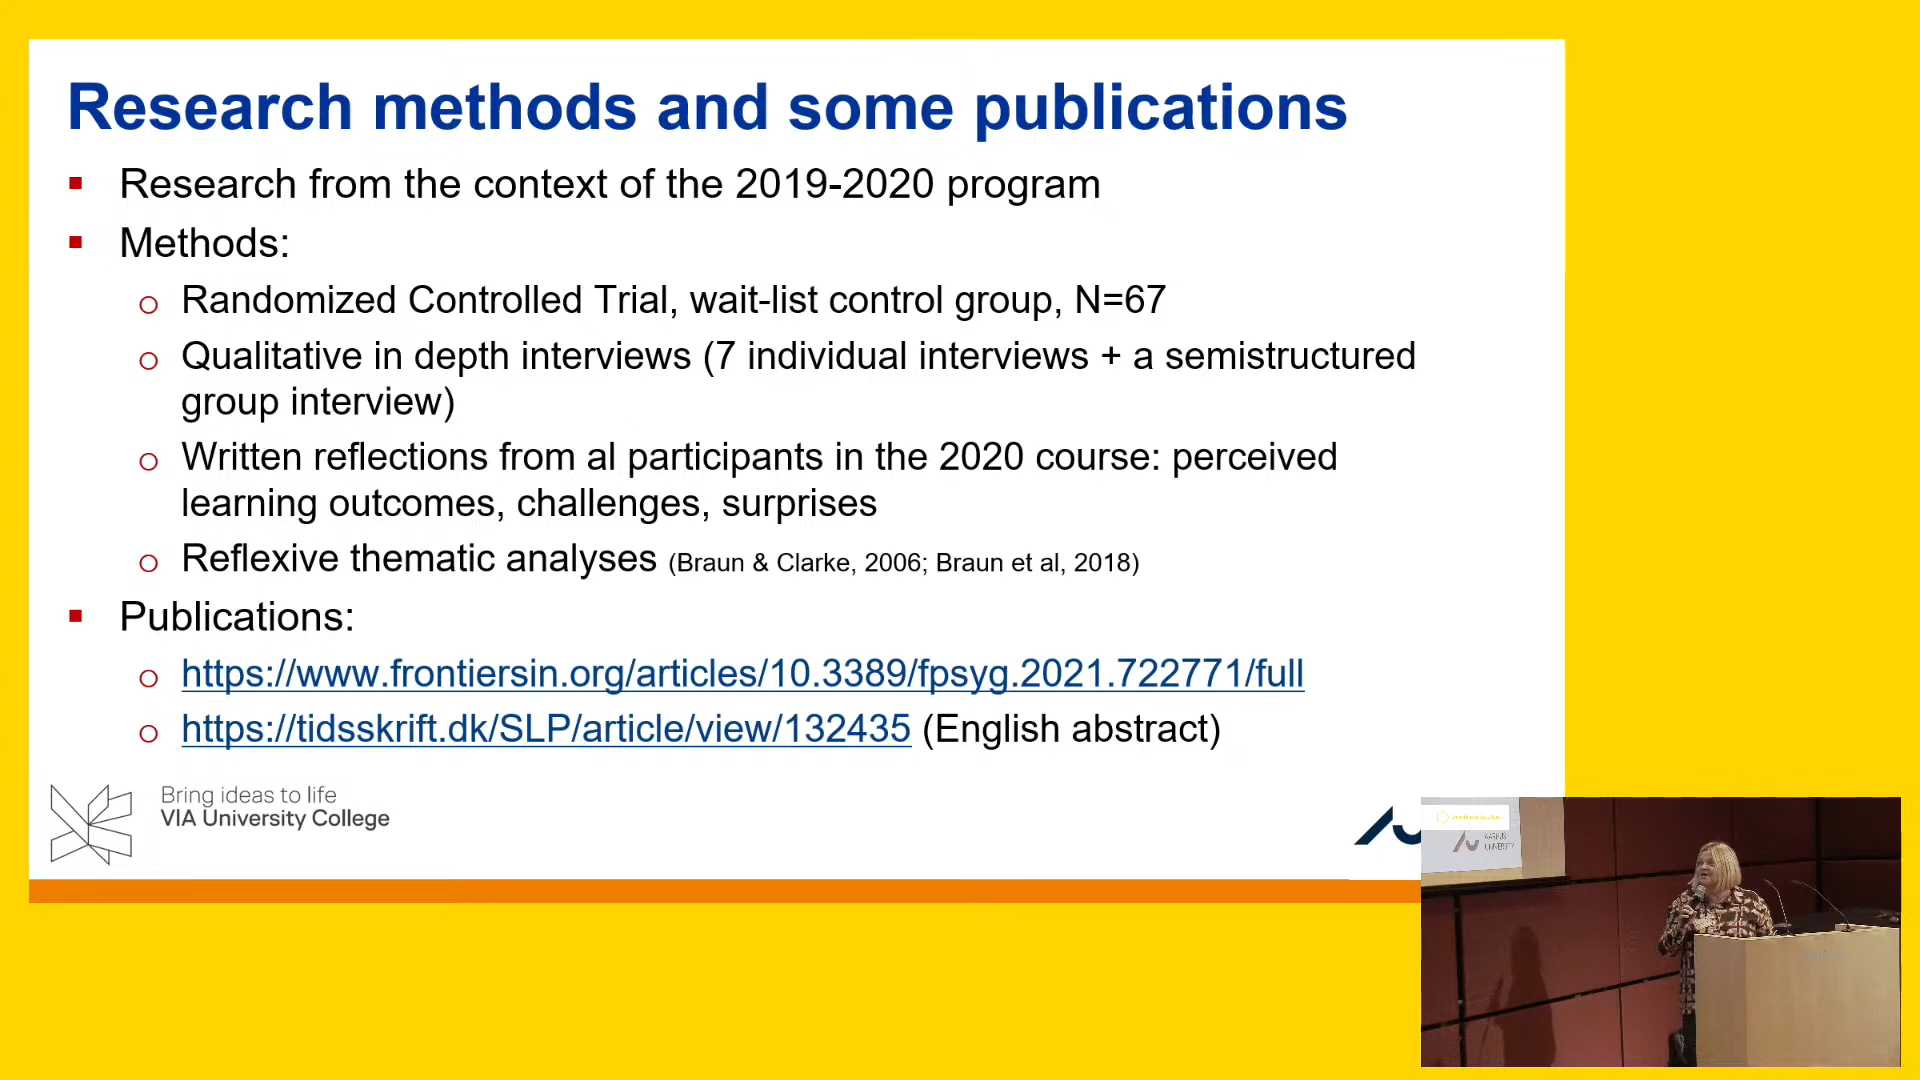 Research methods and some publications
Research from the context of the 2019-2020 program
Methods:
Randomized Controlled Trial, wait-list control group, N=67
Qualitative in depth interviews (7 individual interviews + a semistructured
group interview)
Written reflections from al participants in the 2020 course: perceived
learning outcomes, challenges, surprises
Reflexive thematic analyses (Braun & Clarke, 2006; Braun et al, 2018)
Publications:
https://www.frontiersin.org/articles/10.3389/fpsyg.2021.722771/full
https://tidsskrift.dk/SLP/article/view/132435 (English abstract)
Bring ideas to life
VIA University College
AARHUS
UNIVERSITY